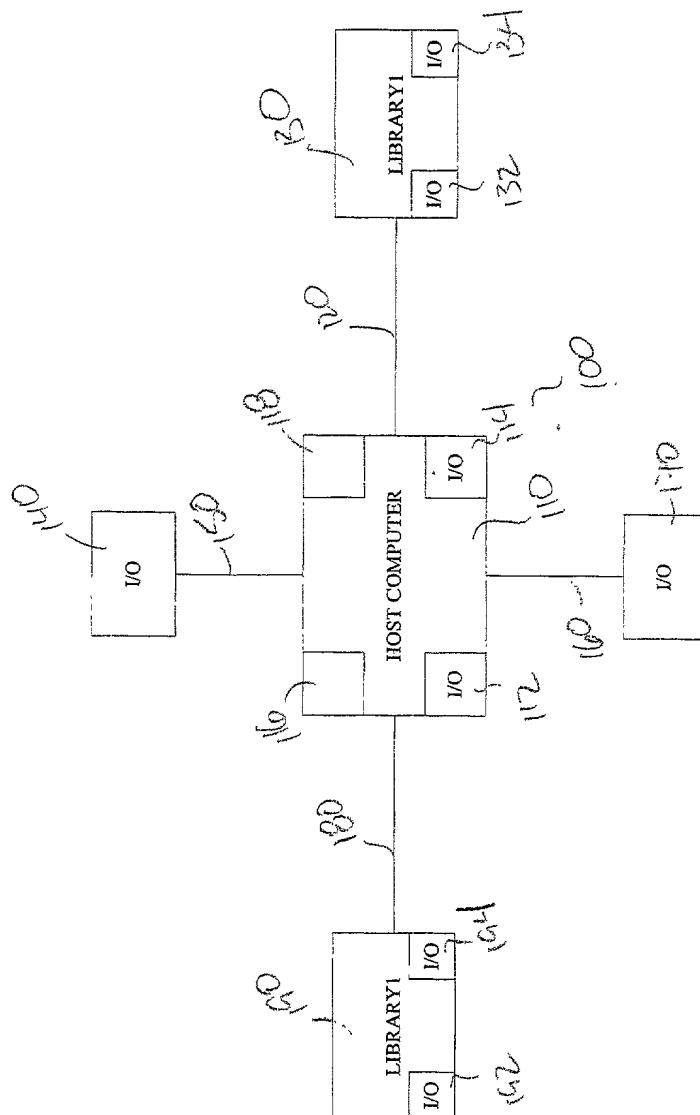 140
I/O
150
190
180
116
118
120
130
LIBRARY1
HOST COMPUTER
LIBRARY1
I/O
I/O
I/O
I/O
I/O
I/O
192
194
112
110
114
132
134
100
160
170
I/O